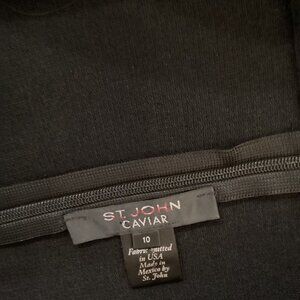 ST. JOHN
CAVIAR
10
Fabric knitted
in USA
Made in
Mexico by
St. John